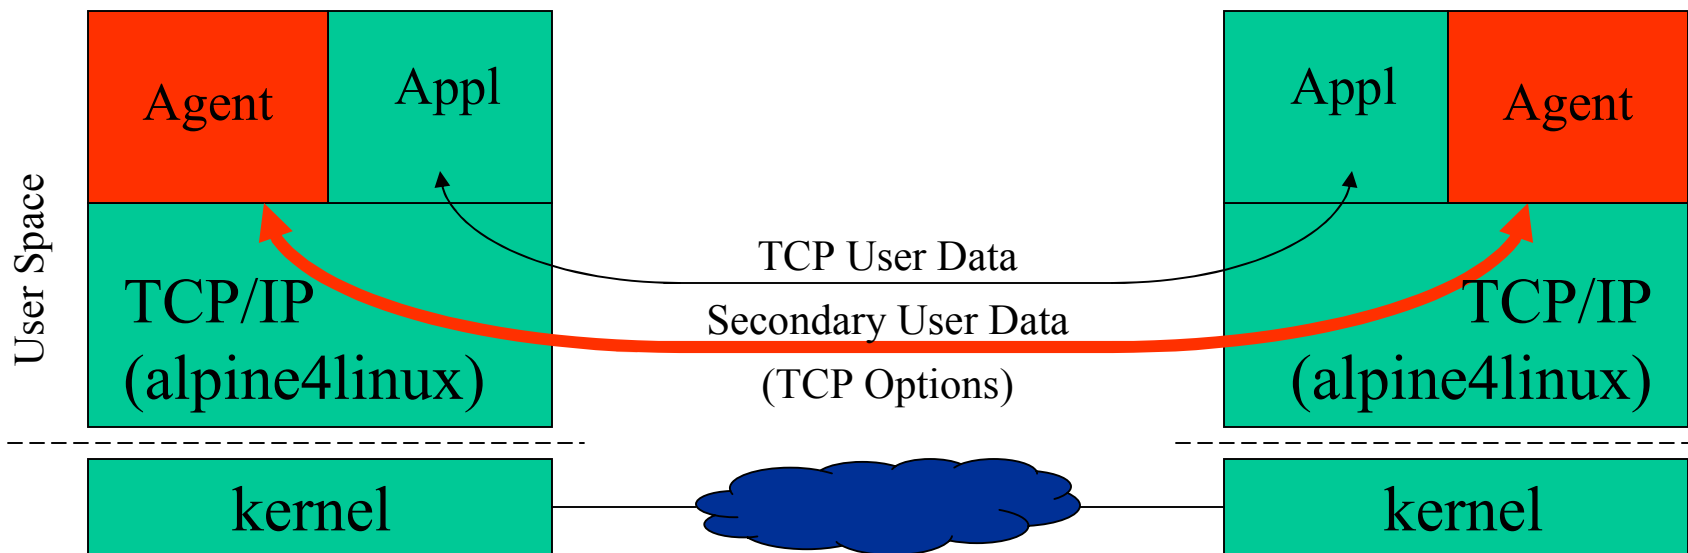 Agent
Appl
Appl
Agent
User Space
TCP User Data
TCP/IP
(alpine4linux)
Secondary User Data
(TCP Options)
TCP/IP
(alpine4linux)
kernel
kernel